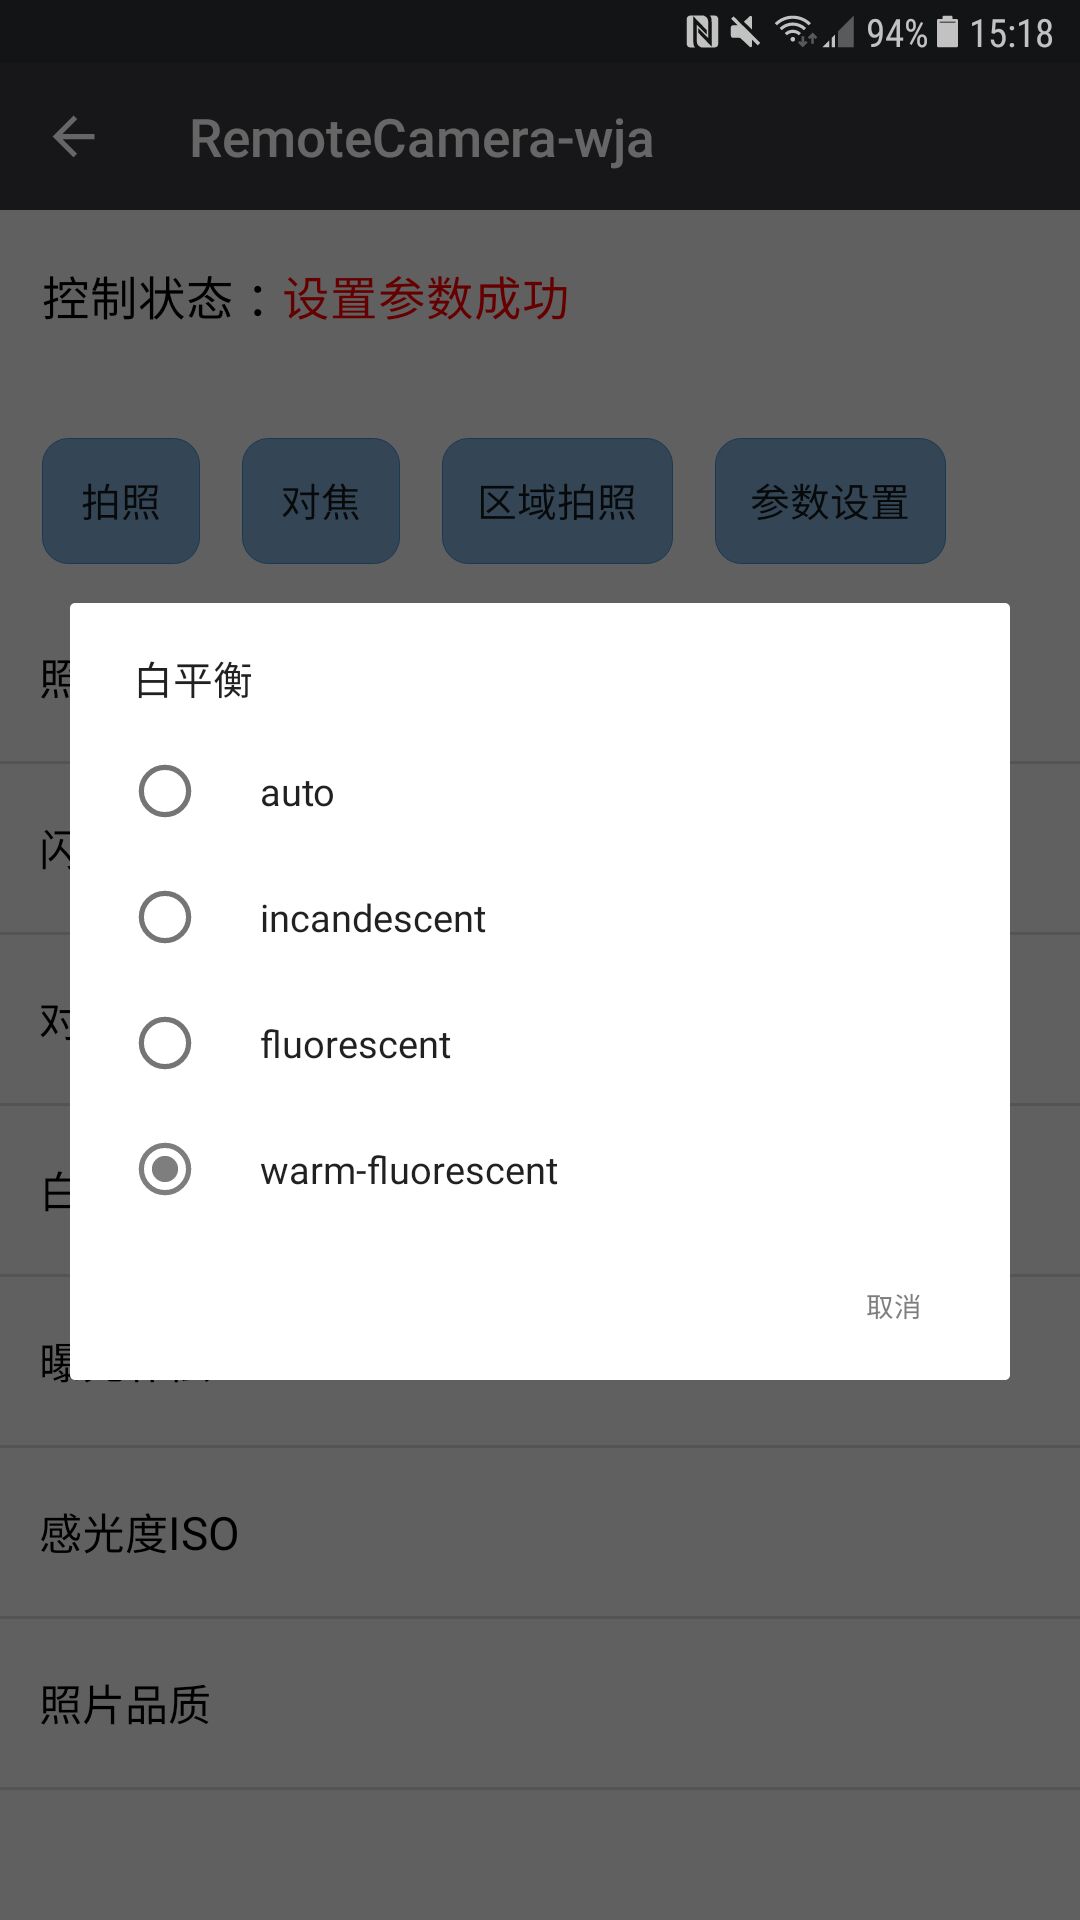 94% 15:18
RemoteCamera-wja
控制状态：设置参数成功
拍照 对焦 区域拍照 参数设置
照
白平衡
auto
闪
incandescent
对
fluorescent
白
warm-fluorescent
取消
曝
感光度ISO
照片品质